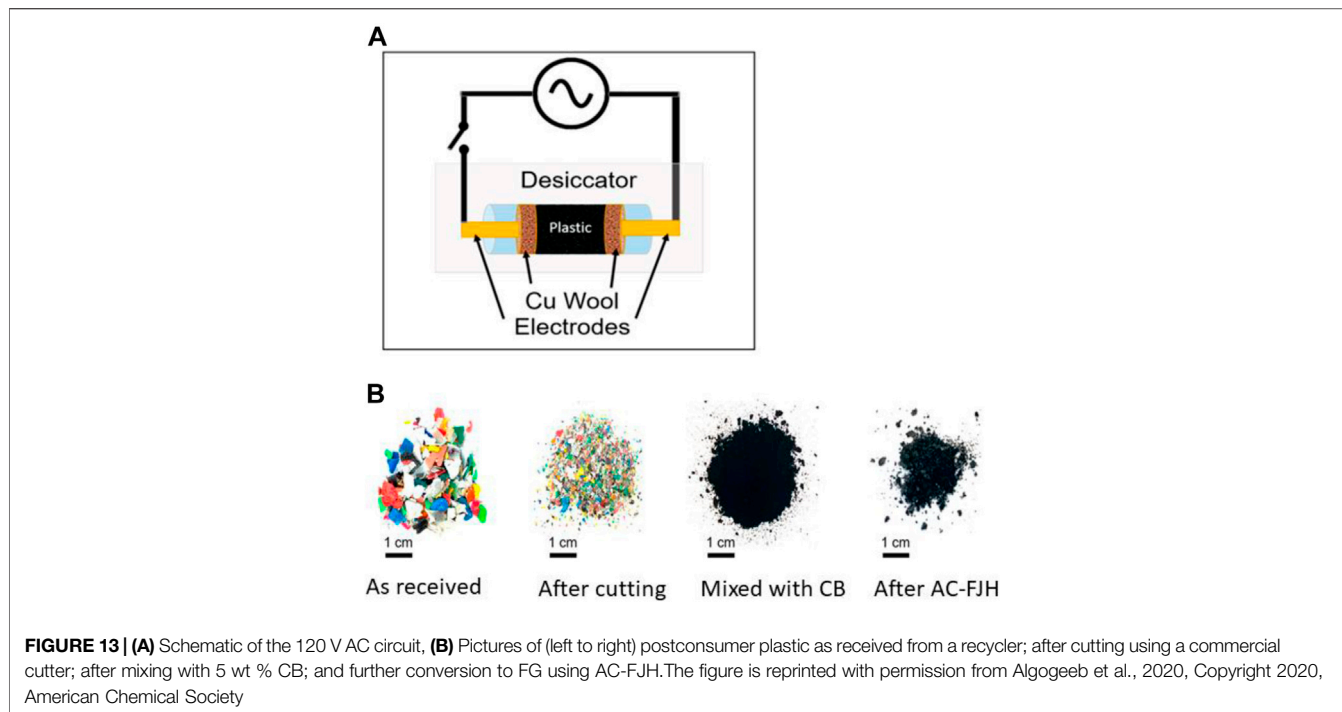 A
Desiccator
Plastic
Cu Wool
Electrodes
B
1 cm
1 cm
1 cm
1 cm
As received
After cutting
Mixed with CB
After AC-FJH
FIGURE 13 | (A) Schematic of the 120 V AC circuit, (B) Pictures of (left to right) postconsumer plastic as received from a recycler; after cutting using a commercial
cutter; after mixing with 5 wt % CB; and further conversion to FG using AC-FJH.The figure is reprinted with permission from Algogeeb et al., 2020, Copyright 2020,
American Chemical Society